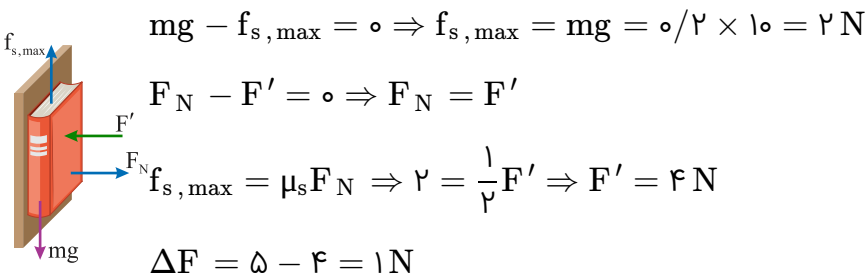 mg − f_s,max = ۰ ⇒ f_s,max = mg = ۰/۲ × ۱۰ = ۲ N
f_s,max
F_N − F′ = ۰ ⇒ F_N = F′
F′
F_N
f_s,max = μ_s F_N ⇒ ۲ = ۱/۲ F′ ⇒ F′ = ۴ N
mg
ΔF = ۵ − ۴ = ۱ N